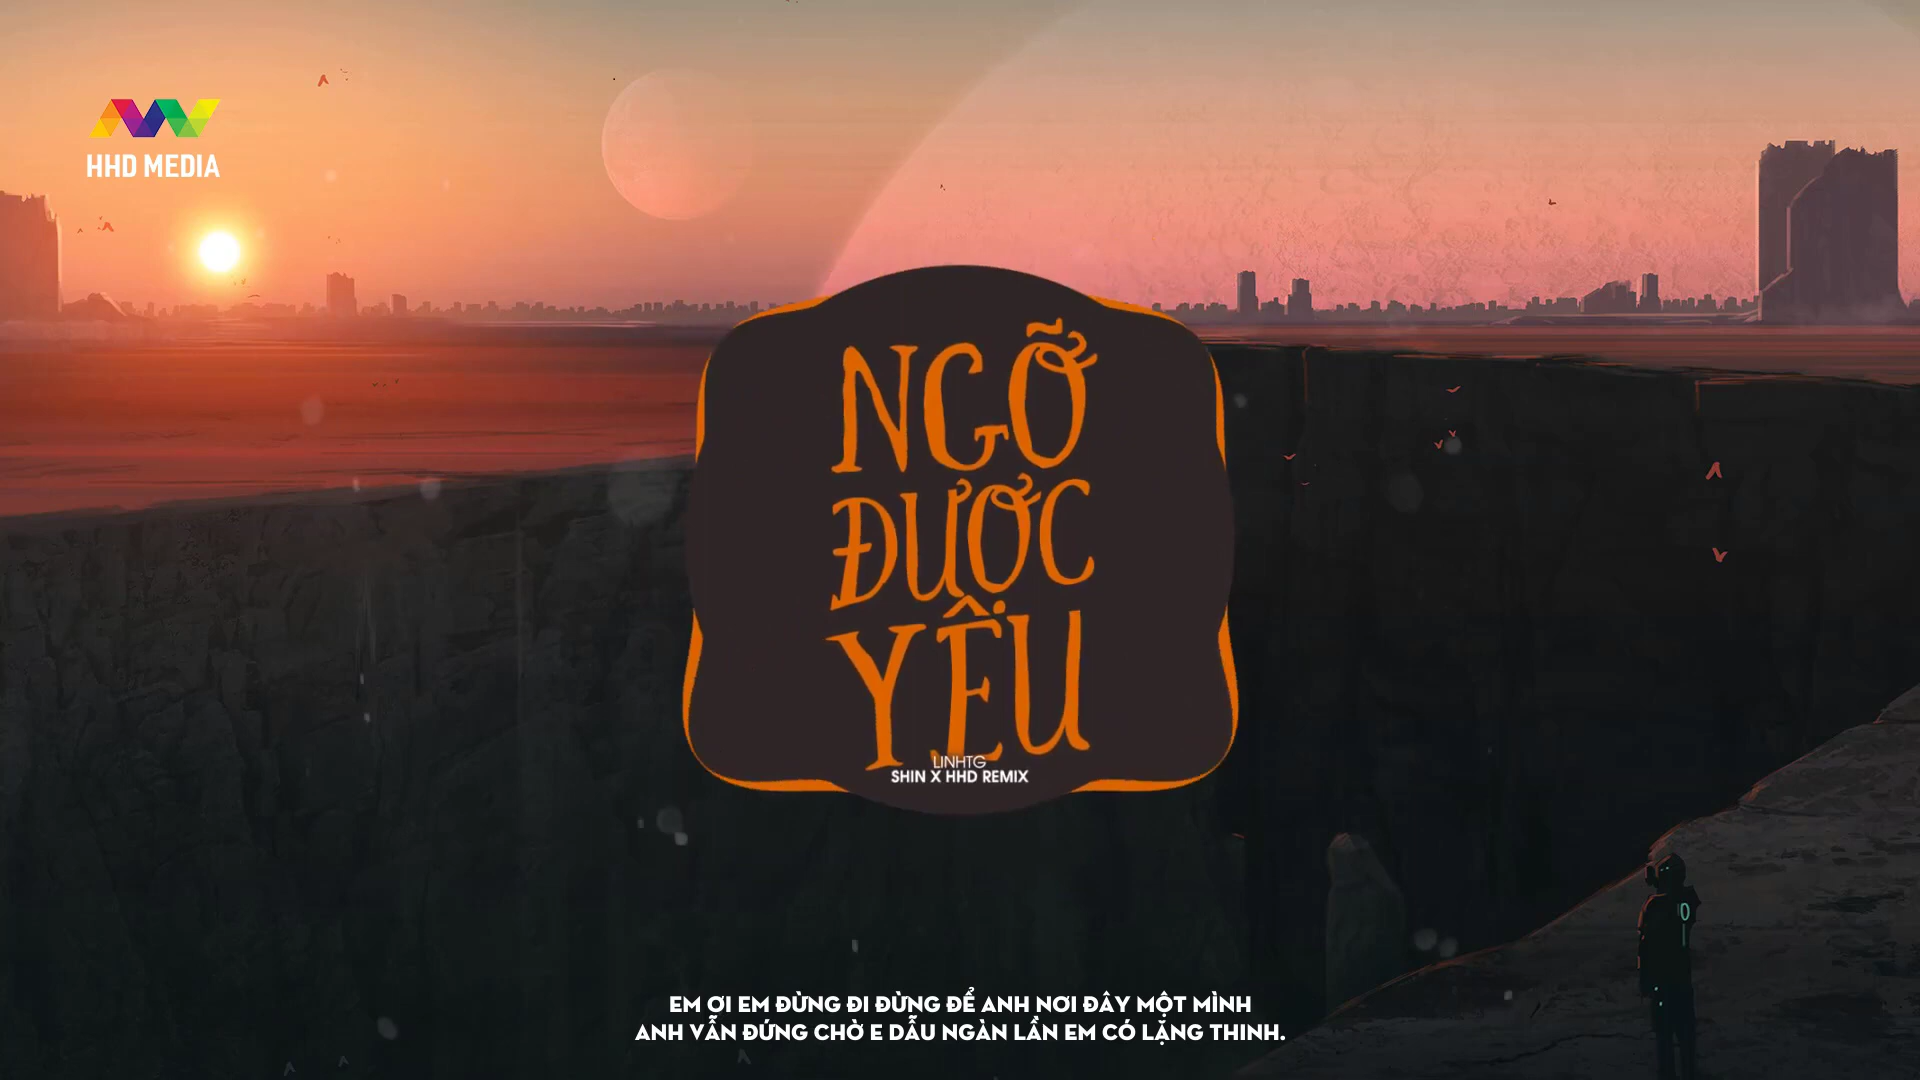 HHD MEDIA
NGỠ
ĐƯỢC
YÊU
LINHTG
SHIN X HHD REMIX
10
EM ƠI EM ĐỪNG ĐI ĐỪNG ĐỂ ANH NƠI ĐÂY MỘT MÌNH
ANH VẪN ĐỨNG CHỜ E DẪU NGÀN LẦN EM CÓ LẶNG THINH.